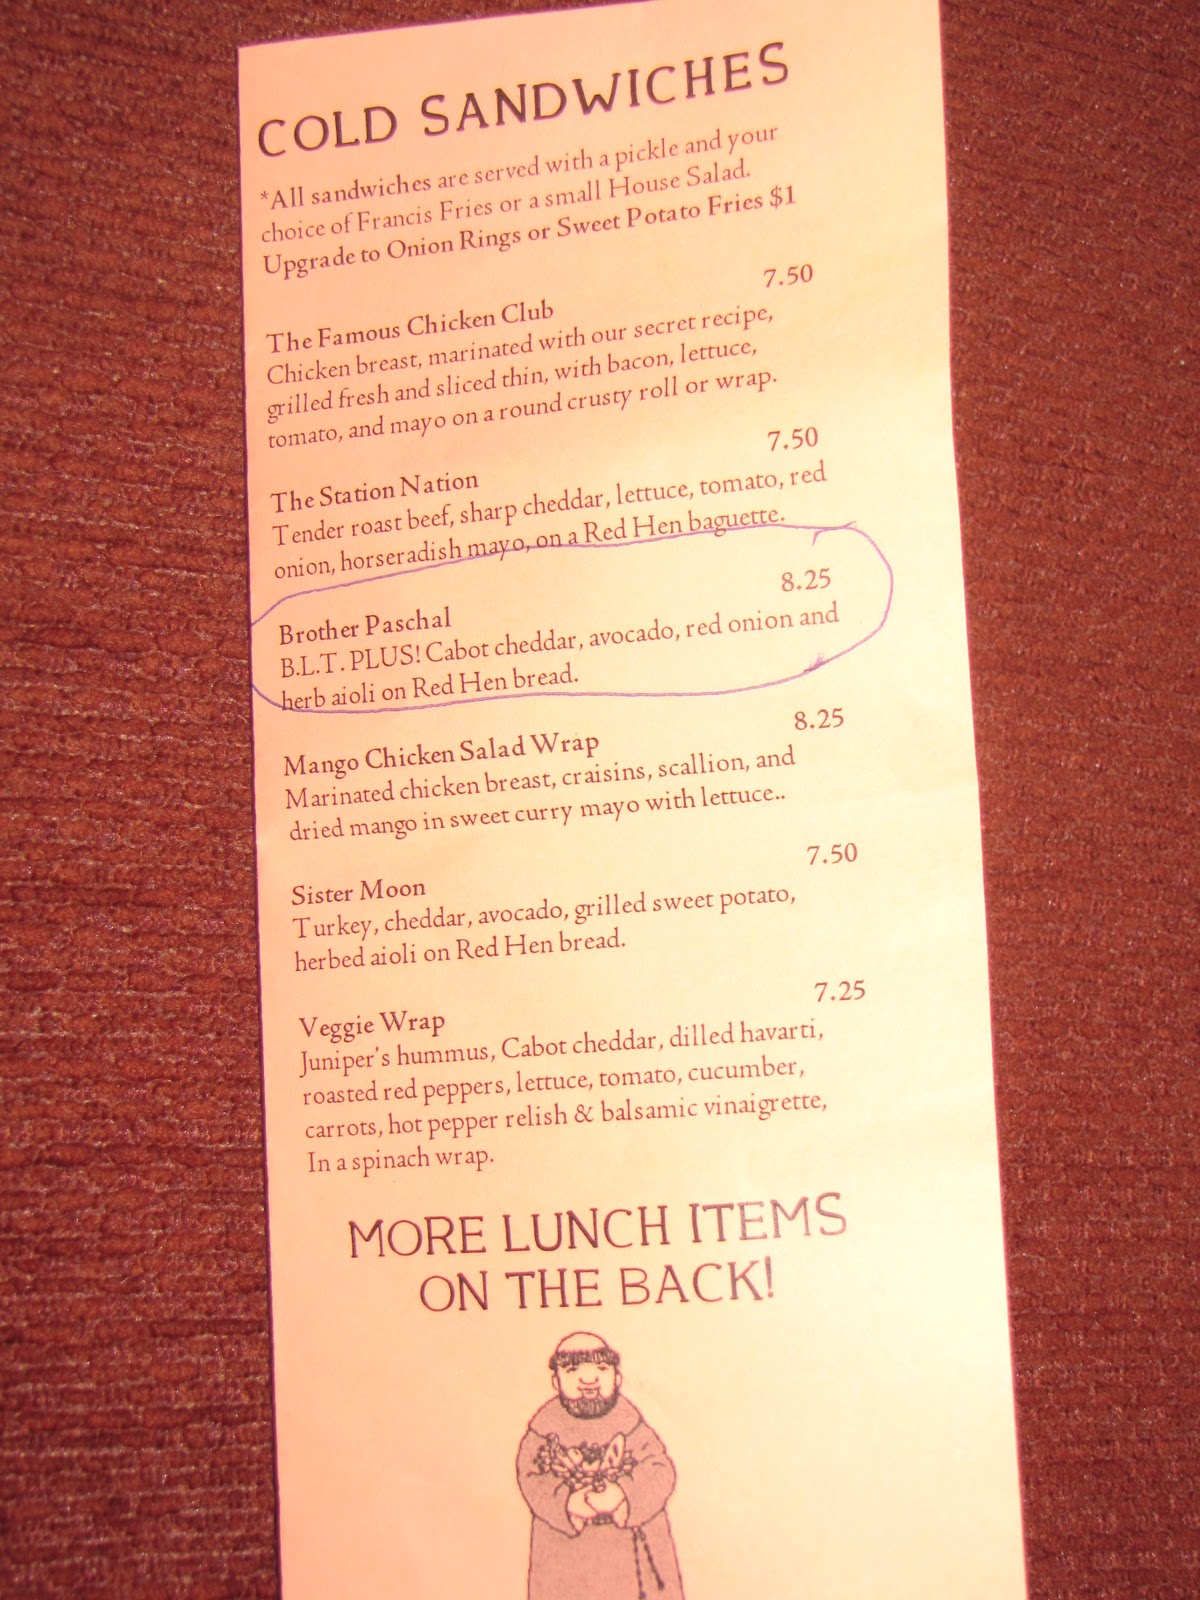 COLD SANDWICHES
*All sandwiches are served with a pickle and your
choice of Francis Fries or a small House Salad.
Upgrade to Onion Rings or Sweet Potato Fries $1
The Famous Chicken Club 7.50
Chicken breast, marinated with our secret recipe,
grilled fresh and sliced thin, with bacon, lettuce,
tomato, and mayo on a round crusty roll or wrap.
The Station Nation 7.50
Tender roast beef, sharp cheddar, lettuce, tomato, red
onion, horseradish mayo, on a Red Hen baguette.
Brother Paschal 8.25
B.L.T. PLUS! Cabot cheddar, avocado, red onion and
herb aioli on Red Hen bread.
Mango Chicken Salad Wrap 8.25
Marinated chicken breast, craisins, scallion, and
dried mango in sweet curry mayo with lettuce..
Sister Moon 7.50
Turkey, cheddar, avocado, grilled sweet potato,
herbed aioli on Red Hen bread.
Veggie Wrap 7.25
Juniper's hummus, Cabot cheddar, dilled havarti,
roasted red peppers, lettuce, tomato, cucumber,
carrots, hot pepper relish & balsamic vinaigrette,
In a spinach wrap.
MORE LUNCH ITEMS
ON THE BACK!